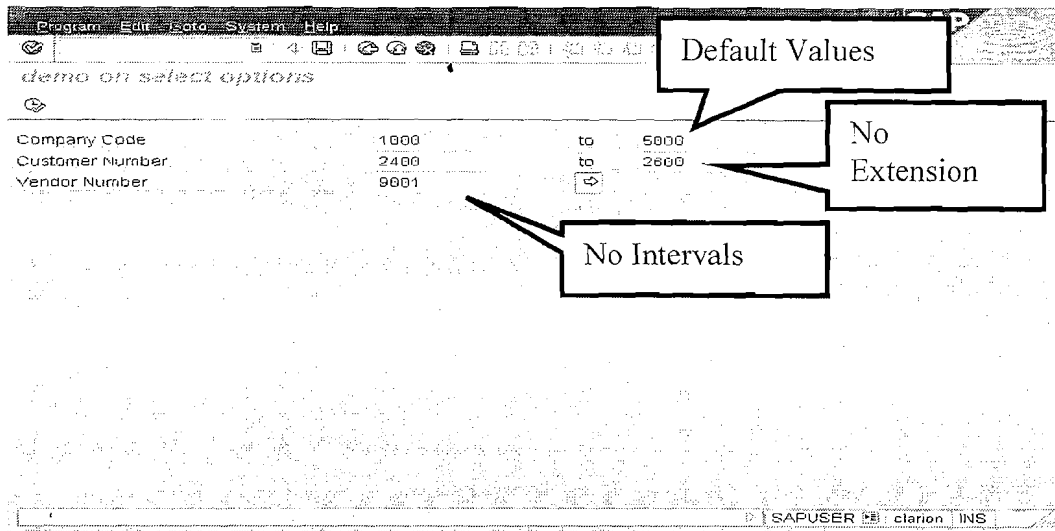 Program Edit Goto System Help
Default Values
demo on select options
Company Code 1000 to 5000
No
Extension
Customer Number 2400 to 2600
Vendor Number 9001
No Intervals
SAPUSER clarion INS